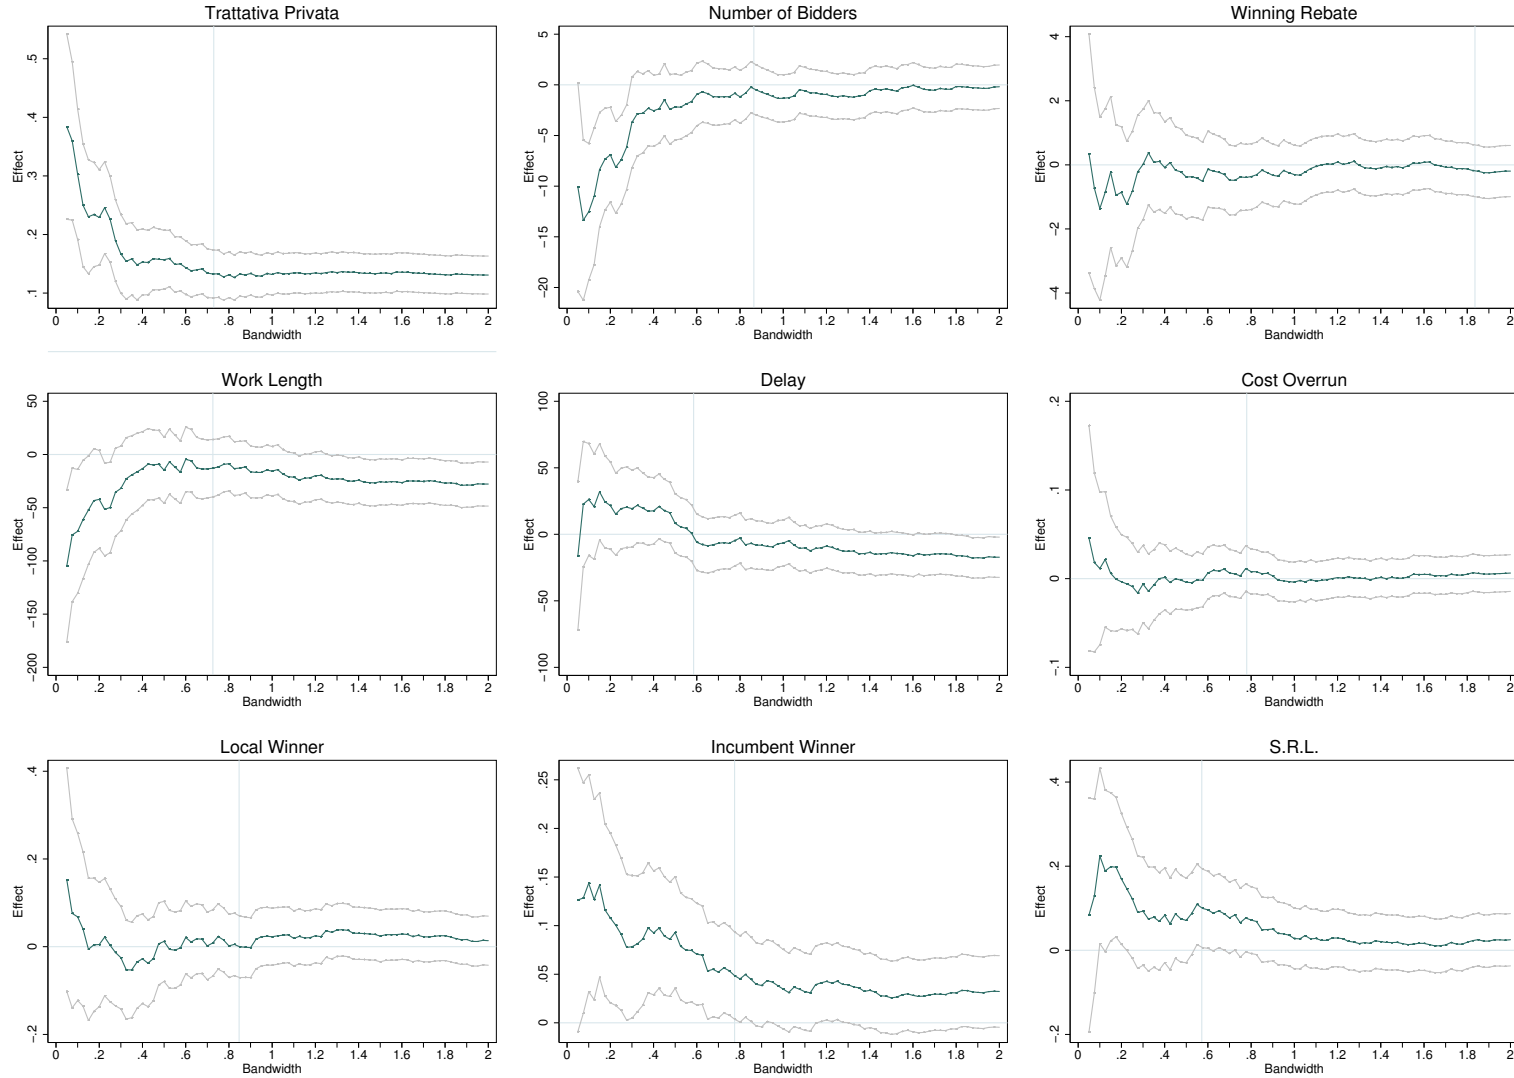 Trattativa Privata
Effect
.1 .2 .3 .4 .5
0 .2 .4 .6 .8 1 1.2 1.4 1.6 1.8 2
Bandwidth
Number of Bidders
Effect
−20 −15 −10 −5 0 5
0 .2 .4 .6 .8 1 1.2 1.4 1.6 1.8 2
Bandwidth
Winning Rebate
Effect
−4 −2 0 2 4
0 .2 .4 .6 .8 1 1.2 1.4 1.6 1.8 2
Bandwidth
Work Length
Effect
−200 −150 −100 −50 0 50
0 .2 .4 .6 .8 1 1.2 1.4 1.6 1.8 2
Bandwidth
Delay
Effect
−100 −50 0 50 100
0 .2 .4 .6 .8 1 1.2 1.4 1.6 1.8 2
Bandwidth
Cost Overrun
Effect
−.1 0 .1 .2
0 .2 .4 .6 .8 1 1.2 1.4 1.6 1.8 2
Bandwidth
Local Winner
Effect
−.2 0 .2 .4
0 .2 .4 .6 .8 1 1.2 1.4 1.6 1.8 2
Bandwidth
Incumbent Winner
Effect
0 .05 .1 .15 .2 .25
0 .2 .4 .6 .8 1 1.2 1.4 1.6 1.8 2
Bandwidth
S.R.L.
Effect
−.2 0 .2 .4
0 .2 .4 .6 .8 1 1.2 1.4 1.6 1.8 2
Bandwidth